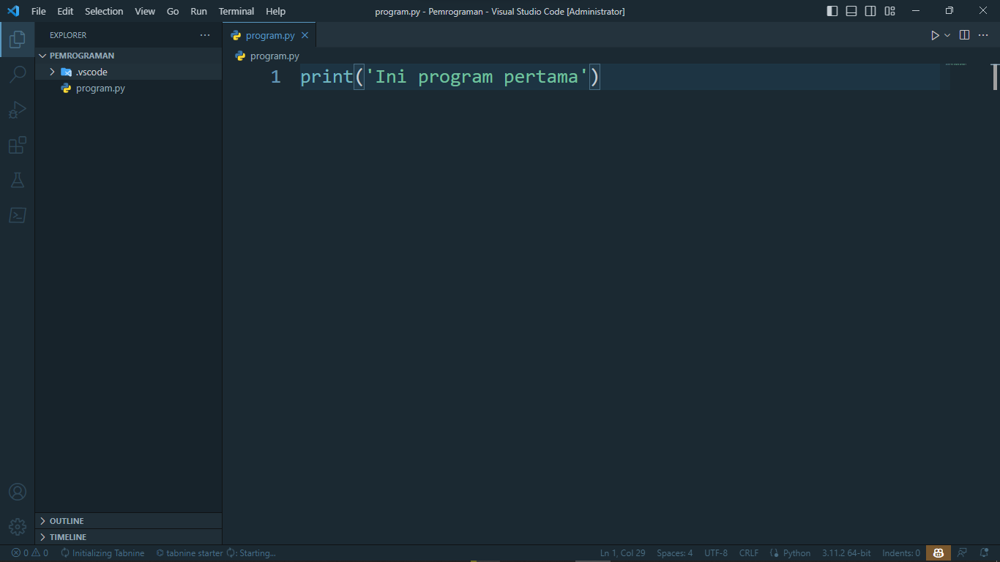 File Edit Selection View Go Run Terminal Help program.py - Pemrograman - Visual Studio Code [Administrator]
EXPLORER
PEMROGRAMAN
.vscode
program.py
program.py
program.py
1 print('Ini program pertama')
OUTLINE
TIMELINE
0 0 Initializing Tabnine tabnine starter : Starting... Ln 1, Col 29 Spaces: 4 UTF-8 CRLF Python 3.11.2 64-bit Indents: 0